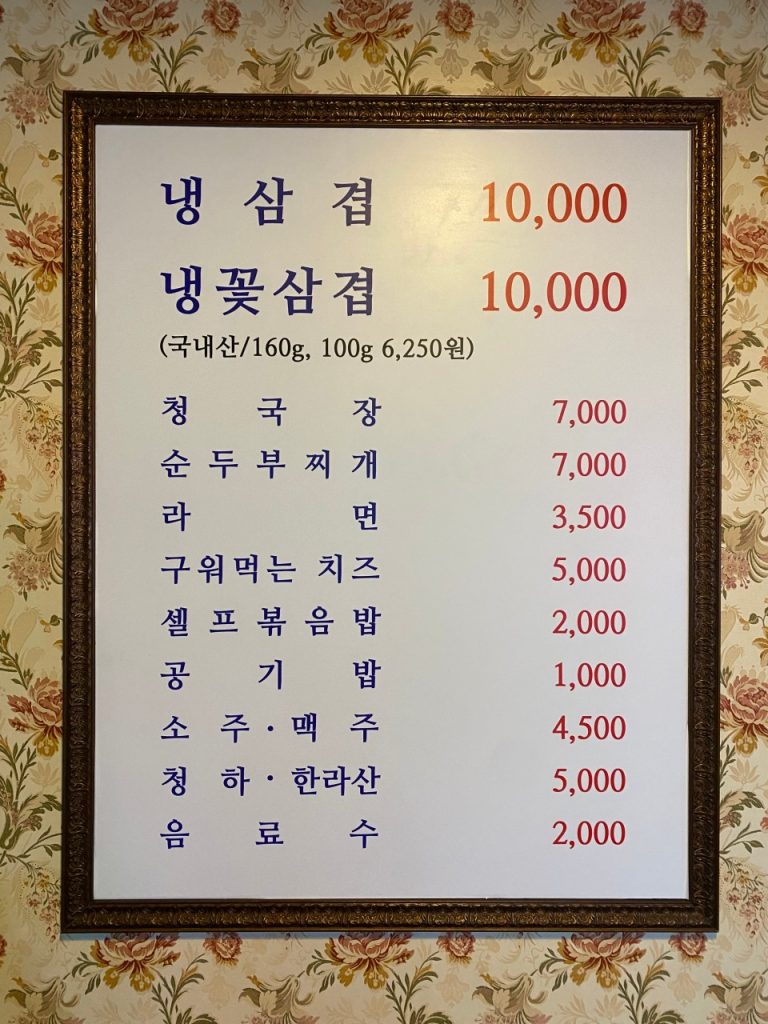 냉삼겹 10,000
냉꽃삼겹 10,000
(국내산/160g, 100g 6,250원)
청국장 7,000
순두부찌개 7,000
라면 3,500
구워먹는 치즈 5,000
셀프볶음밥 2,000
공기밥 1,000
소주·맥주 4,500
청하·한라산 5,000
음료수 2,000